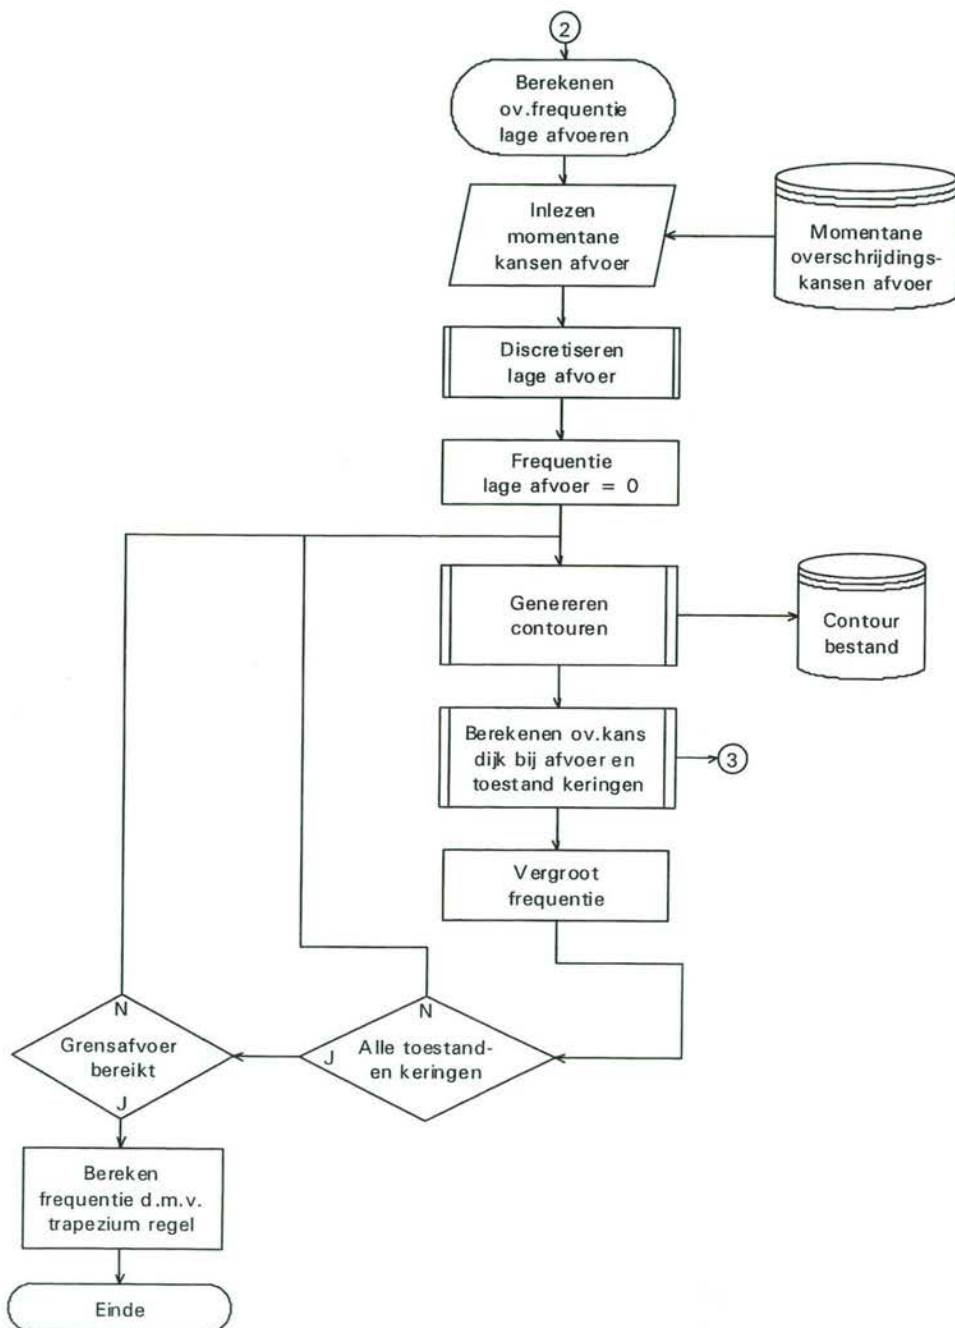 2
Berekenen
ov.frequentie
lage afvoeren
Inlezen
momentane
kansen afvoer
Momentane
overschrijdings-
kansen afvoer
Discretiseren
lage afvoer
Frequentie
lage afvoer = 0
Genereren
contouren
Contour
bestand
Berekenen ov.kans
dijk bij afvoer en
toestand keringen
3
Vergroot
frequentie
N
Alle toestand-
J
en keringen
N
Grensafvoer
bereikt
J
Bereken
frequentie d.m.v.
trapezium regel
Einde